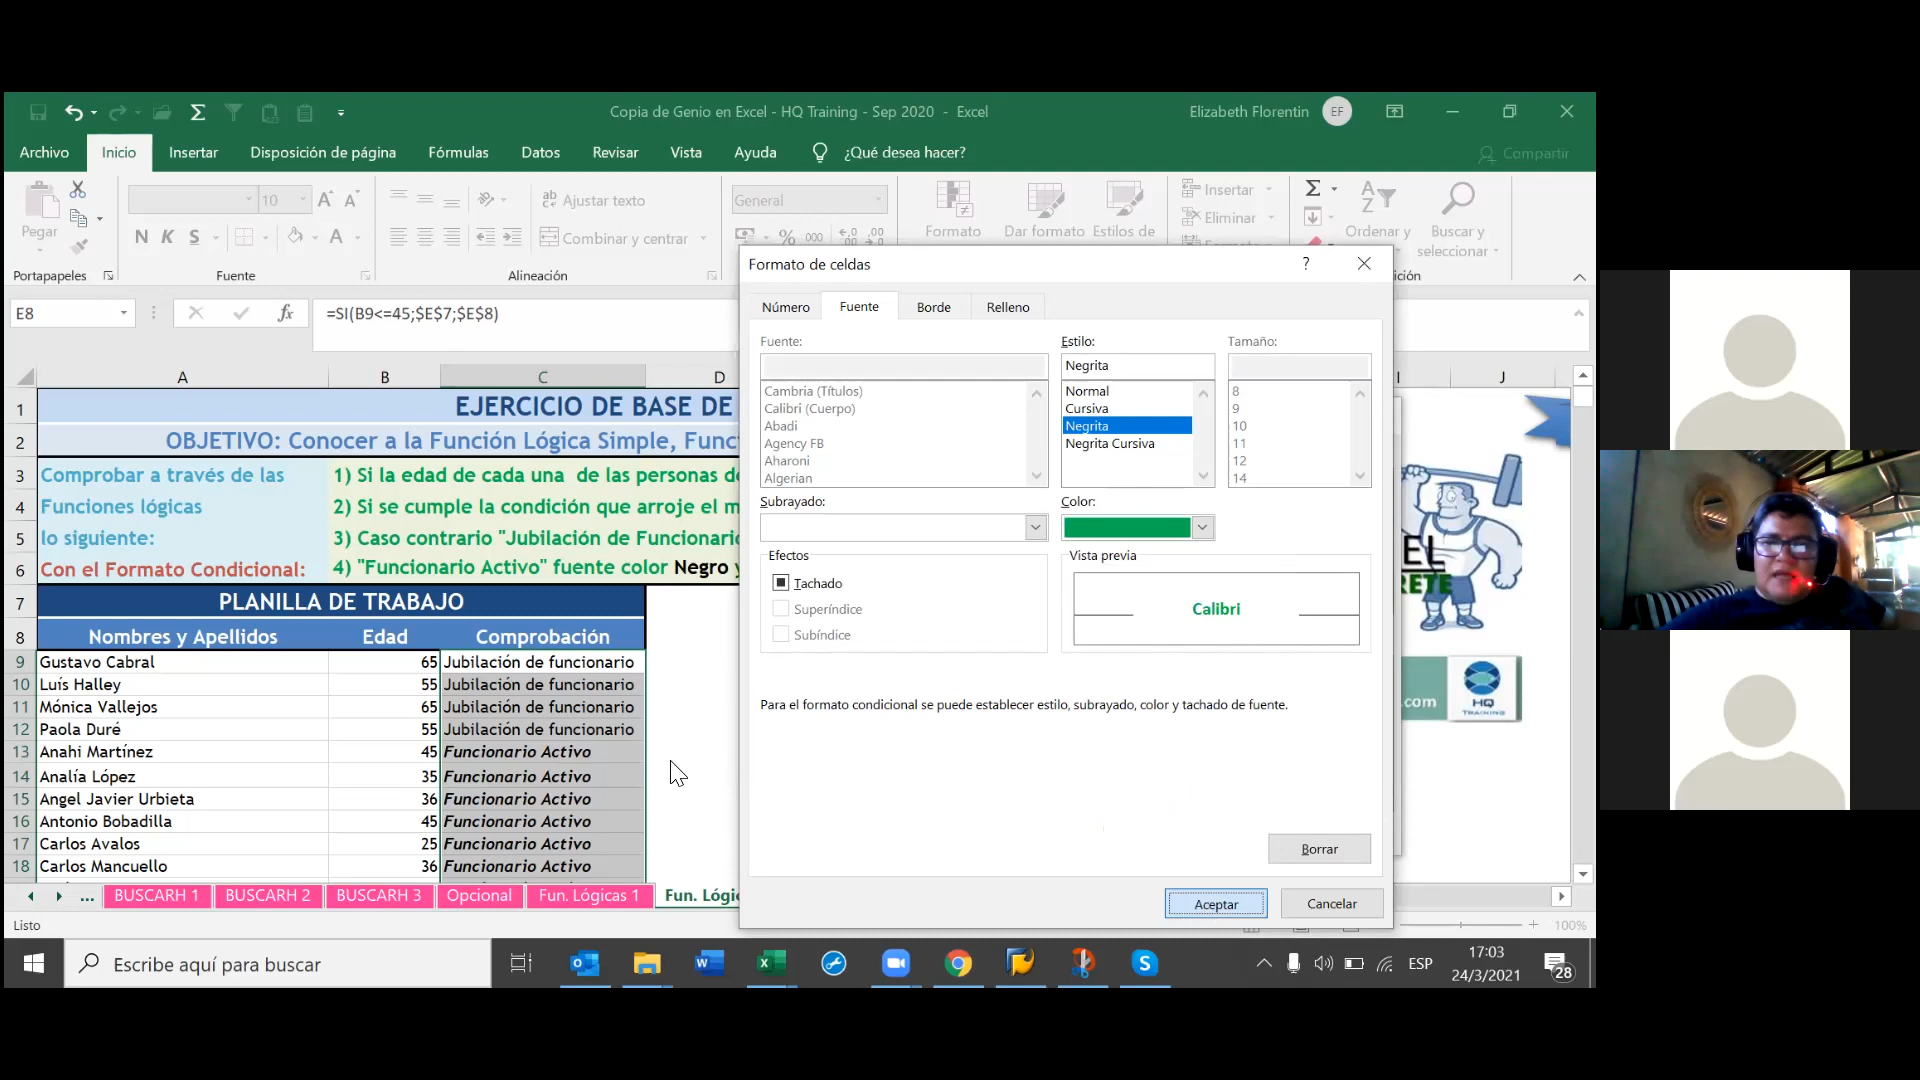 Copia de Genio en Excel - HQ Training - Sep 2020 - Excel
Elizabeth Florentin
EF
Archivo
Inicio
Insertar
Disposición de página
Fórmulas
Datos
Revisar
Vista
Ayuda
¿Qué desea hacer?
Compartir
Pegar
10
N K S
Ajustar texto
Combinar y centrar
General
% 000
Formato
Dar formato
Estilos de
Insertar
Eliminar
Ordenar y
Buscar y
seleccionar
Portapapeles
Fuente
Alineación
ición
E8
fx
=SI(B9<=45;$E$7;$E$8)
A B C D I J
1 EJERCICIO DE BASE DE
2 OBJETIVO: Conocer a la Función Lógica Simple, Func
3 Comprobar a través de las 1) Si la edad de cada una de las personas de
4 Funciones lógicas 2) Si se cumple la condición que arroje el m
5 lo siguiente: 3) Caso contrario "Jubilación de Funcionari
6 Con el Formato Condicional: 4) "Funcionario Activo" fuente color Negro y
7 PLANILLA DE TRABAJO
8 Nombres y Apellidos Edad Comprobación
9 Gustavo Cabral 65 Jubilación de funcionario
10 Luís Halley 55 Jubilación de funcionario
11 Mónica Vallejos 65 Jubilación de funcionario
12 Paola Duré 55 Jubilación de funcionario
13 Anahi Martínez 45 Funcionario Activo
14 Analía López 35 Funcionario Activo
15 Angel Javier Urbieta 36 Funcionario Activo
16 Antonio Bobadilla 45 Funcionario Activo
17 Carlos Avalos 25 Funcionario Activo
18 Carlos Mancuello 36 Funcionario Activo
... BUSCARH 1 BUSCARH 2 BUSCARH 3 Opcional Fun. Lógicas 1 Fun. Lógic
Listo
100%
Formato de celdas
?
Número
Fuente
Borde
Relleno
Fuente:
Estilo:
Tamaño:
Negrita
Cambria (Títulos)
Calibri (Cuerpo)
Abadi
Agency FB
Aharoni
Algerian
Normal
Cursiva
Negrita
Negrita Cursiva
8
9
10
11
12
14
Subrayado:
Color:
Efectos
Tachado
Superíndice
Subíndice
Vista previa
Calibri
Para el formato condicional se puede establecer estilo, subrayado, color y tachado de fuente.
Borrar
Aceptar
Cancelar
EL
RETE
.com
HQ
TRAINING
Escribe aquí para buscar
ESP
17:03
24/3/2021
28